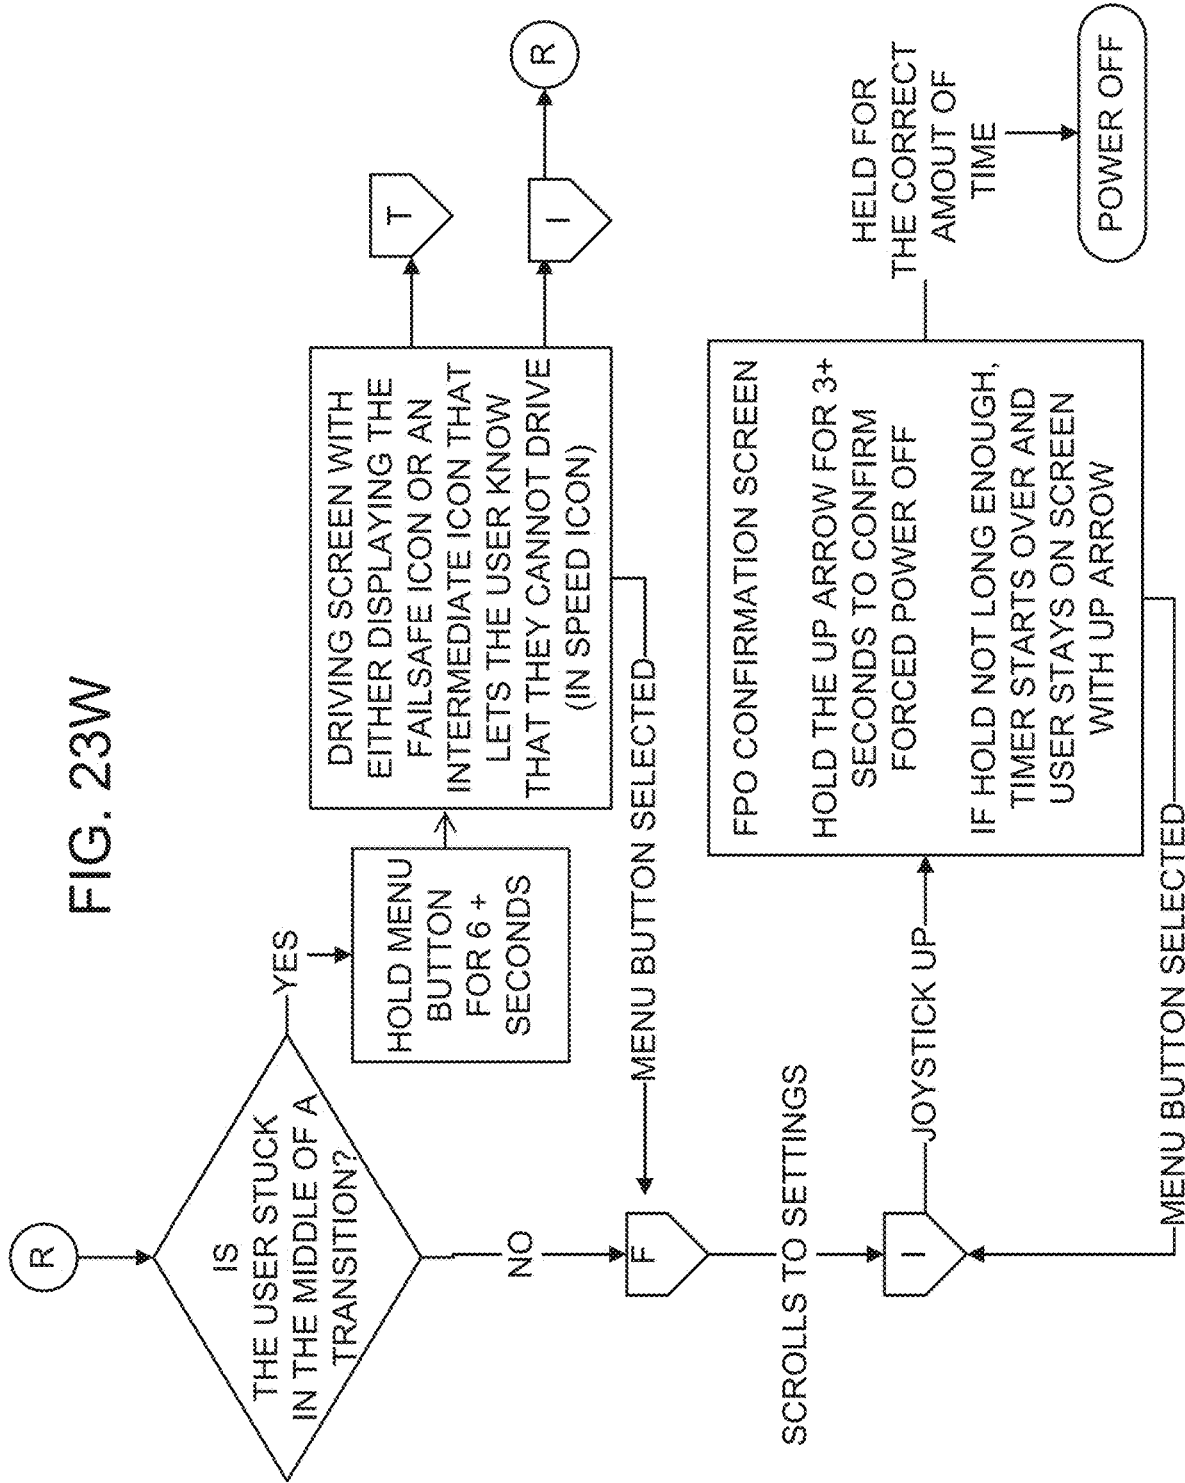 FIG. 23W
R
IS
THE USER STUCK
IN THE MIDDLE OF A
TRANSITION?
YES
HOLD MENU
BUTTON
FOR 6 +
SECONDS
DRIVING SCREEN WITH
EITHER DISPLAYING THE
FAILSAFE ICON OR AN
INTERMEDIATE ICON THAT
LETS THE USER KNOW
THAT THEY CANNOT DRIVE
(IN SPEED ICON)
T
I
R
NO
MENU BUTTON SELECTED
F
SCROLLS TO SETTINGS
I
JOYSTICK UP
FPO CONFIRMATION SCREEN
HOLD THE UP ARROW FOR 3+
SECONDS TO CONFIRM
FORCED POWER OFF
IF HOLD NOT LONG ENOUGH,
TIMER STARTS OVER AND
USER STAYS ON SCREEN
WITH UP ARROW
HELD FOR
THE CORRECT
AMOUT OF
TIME
POWER OFF
MENU BUTTON SELECTED